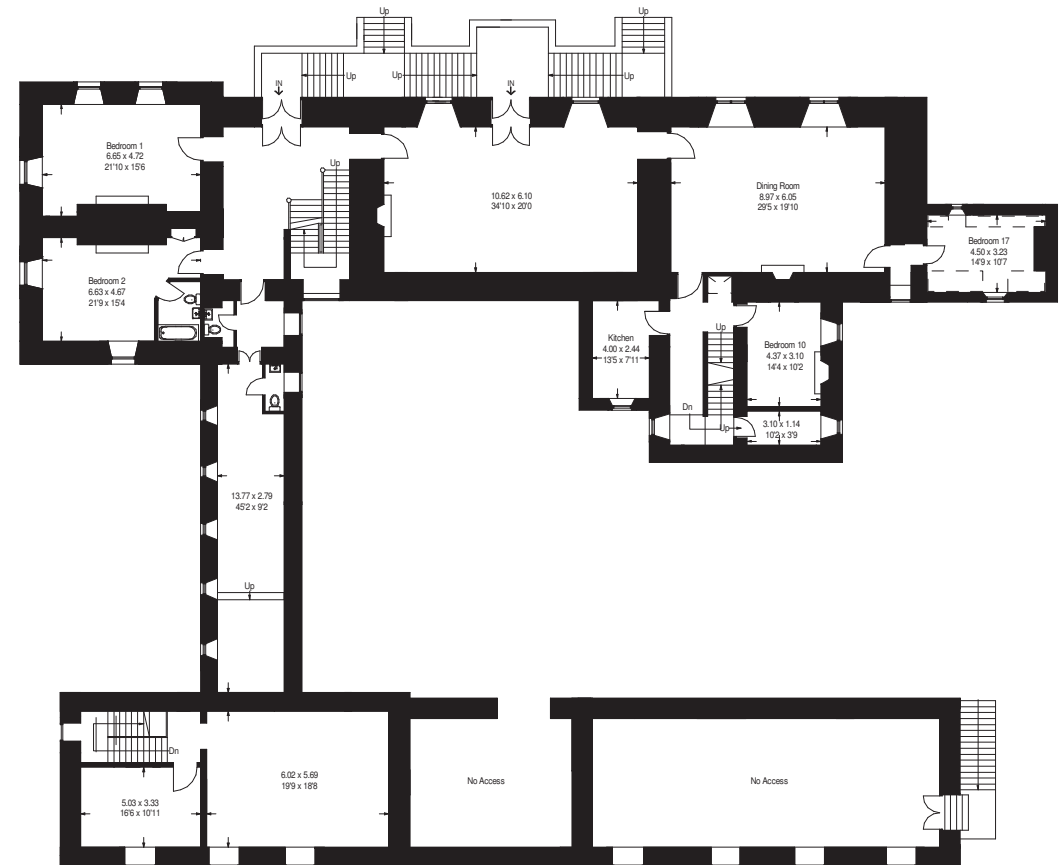 Up
Up
Up
Up
Up
IN
IN
Bedroom 1
6.65 x 4.72
21'10 x 15'6
Up
10.62 x 6.10
34'10 x 20'0
Dining Room
8.97 x 6.05
29'5 x 19'10
Bedroom 17
4.50 x 3.23
14'9 x 10'7
Bedroom 2
6.63 x 4.67
21'9 x 15'4
Kitchen
4.00 x 2.44
13'5 x 7'11
Up
Bedroom 10
4.37 x 3.10
14'4 x 10'2
Dn
Up
3.10 x 1.14
10'2 x 3'9
13.77 x 2.79
45'2 x 9'2
Up
Dn
6.02 x 5.69
19'9 x 18'8
No Access
No Access
5.03 x 3.33
16'6 x 10'11